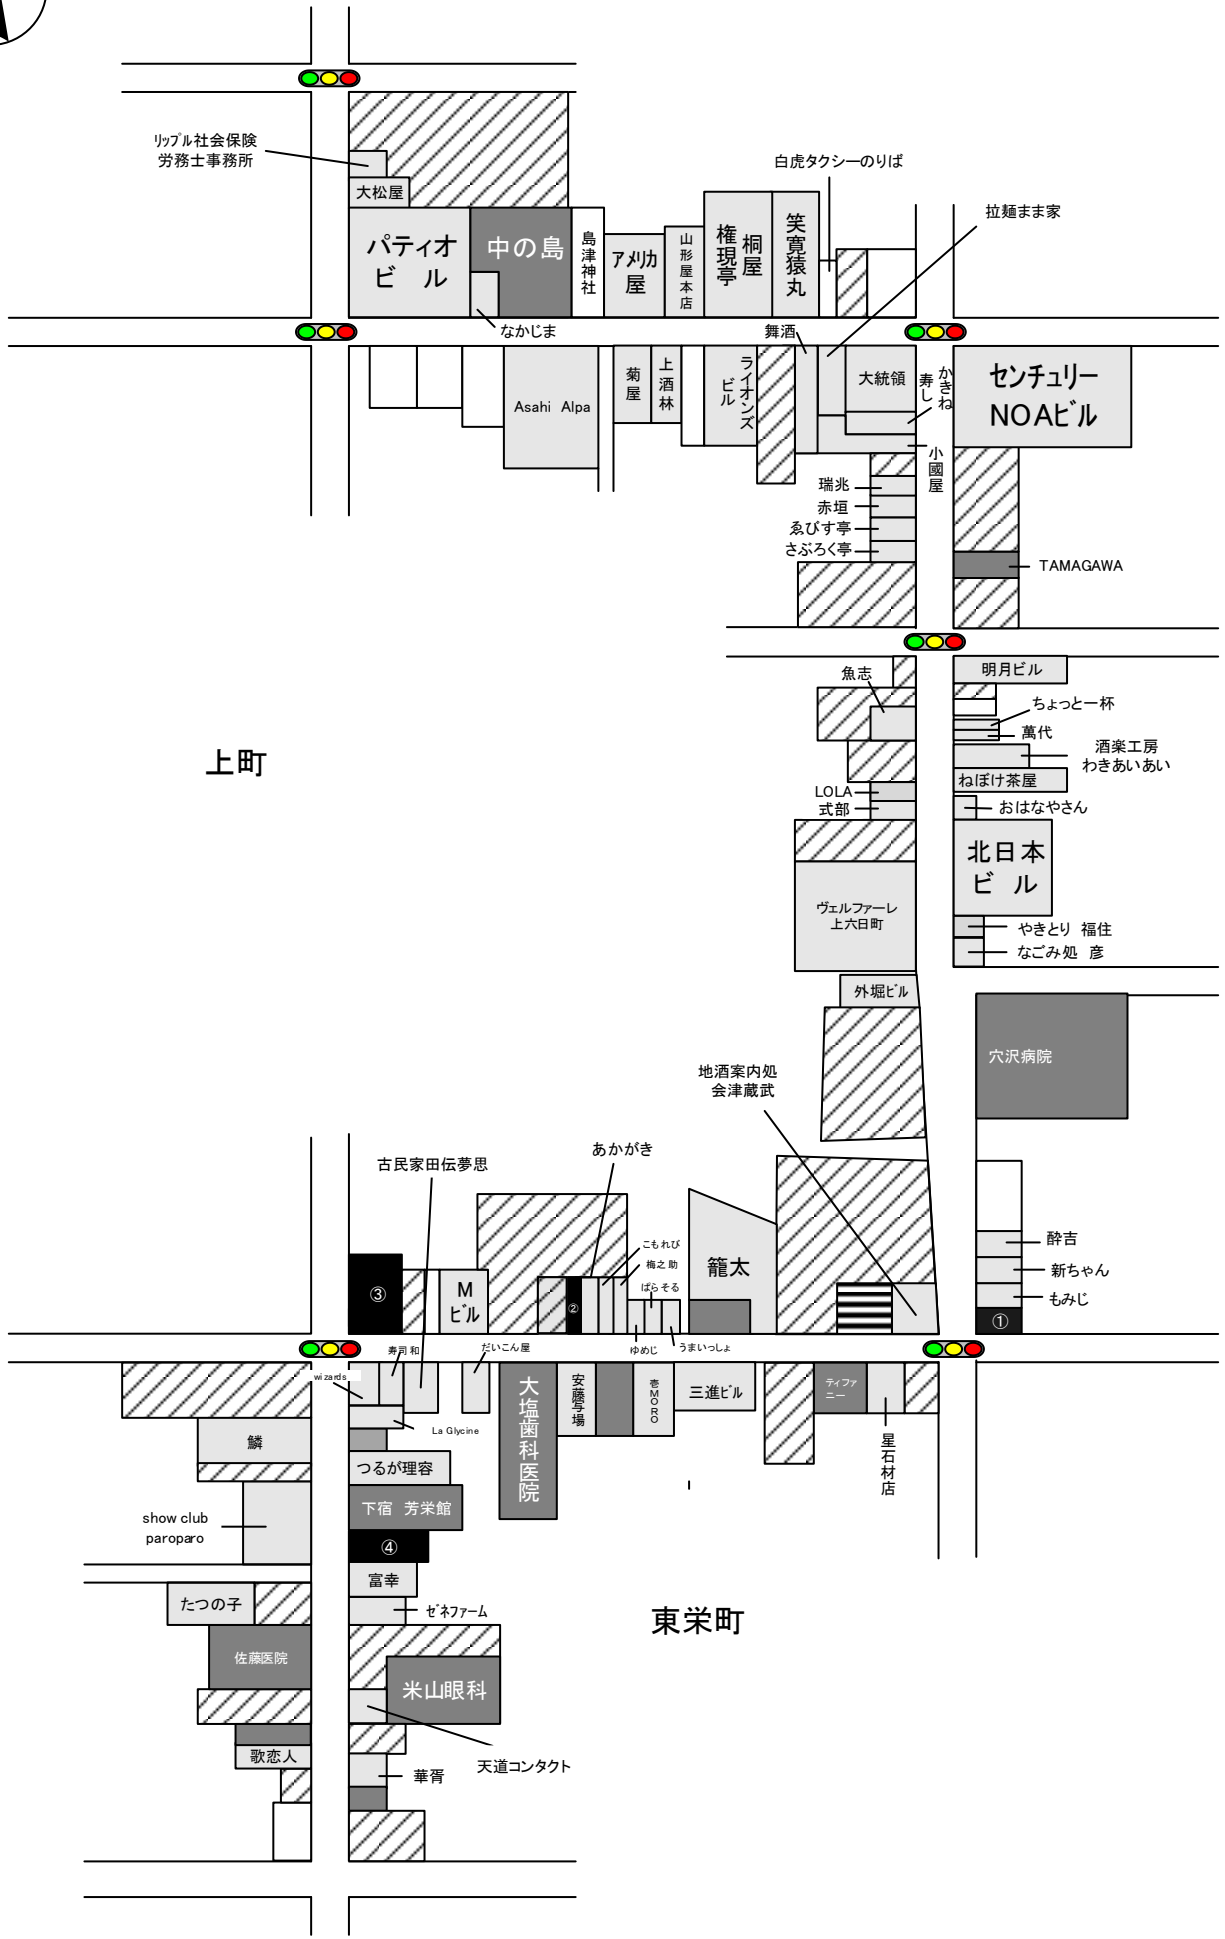 リップル社会保険
労務士事務所
大松屋
白虎タクシーのりば
拉麺まま家
パティオ
ビル
中の島
島津神社
アメリカ
屋
山形屋本店
権現亭
桐屋
笑寛猿丸
なかじま
舞酒
Asahi Alpa
菊屋
上酒林
ライオンズ
ビル
大統領
かきね
寿し
センチュリー
NOAビル
小國屋
瑞兆
赤垣
ゑびす亭
さぶろく亭
TAMAGAWA
明月ビル
魚志
ちょっと一杯
萬代
酒楽工房
わきあいあい
上町
ねぼけ茶屋
LOLA
式部
おはなやさん
北日本
ビル
ヴェルファーレ
上六日町
やきとり 福住
なごみ処 彦
外堀ビル
穴沢病院
地酒案内処
会津蔵武
あかがき
古民家田伝夢思
こもれび
梅之助
ぱらそる
籠太
酔吉
新ちゃん
もみじ
①
③
M
ビル
②
寿司和
だいこん屋
ゆめじ
うまいっしょ
wizards
La Glycine
大塩歯科医院
安藤写場
壱MORO
三進ビル
ティファ
ニー
星石材店
鱗
つるが理容
下宿 芳栄館
show club
paroparo
④
富幸
たつの子
ゼネファーム
東栄町
佐藤医院
米山眼科
歌恋人
天道コンタクト
華胥